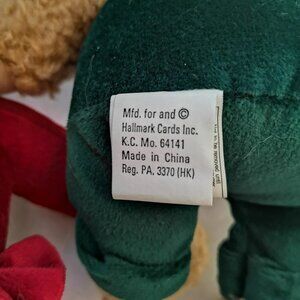 Mfd. for and ©
Hallmark Cards Inc.
K.C. Mo. 64141
Made in China
Reg. PA. 3370 (HK)